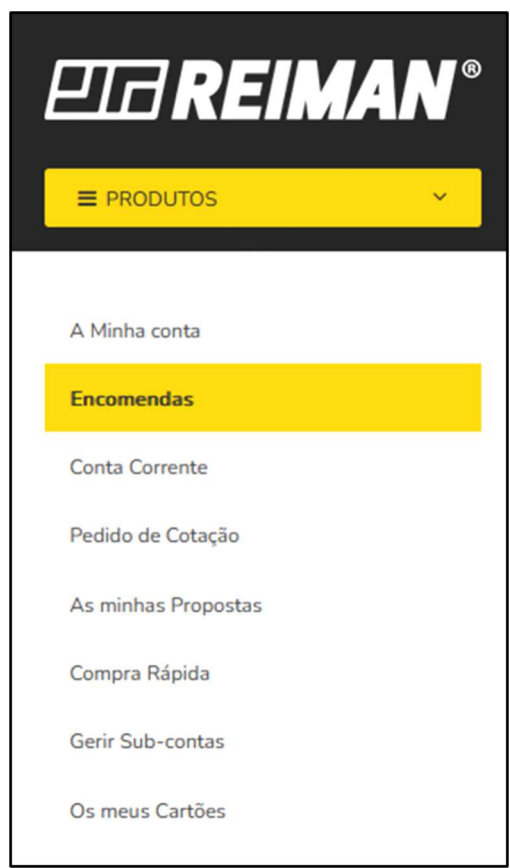 REIMAN®
PRODUTOS
A Minha conta
Encomendas
Conta Corrente
Pedido de Cotação
As minhas Propostas
Compra Rápida
Gerir Sub-contas
Os meus Cartões